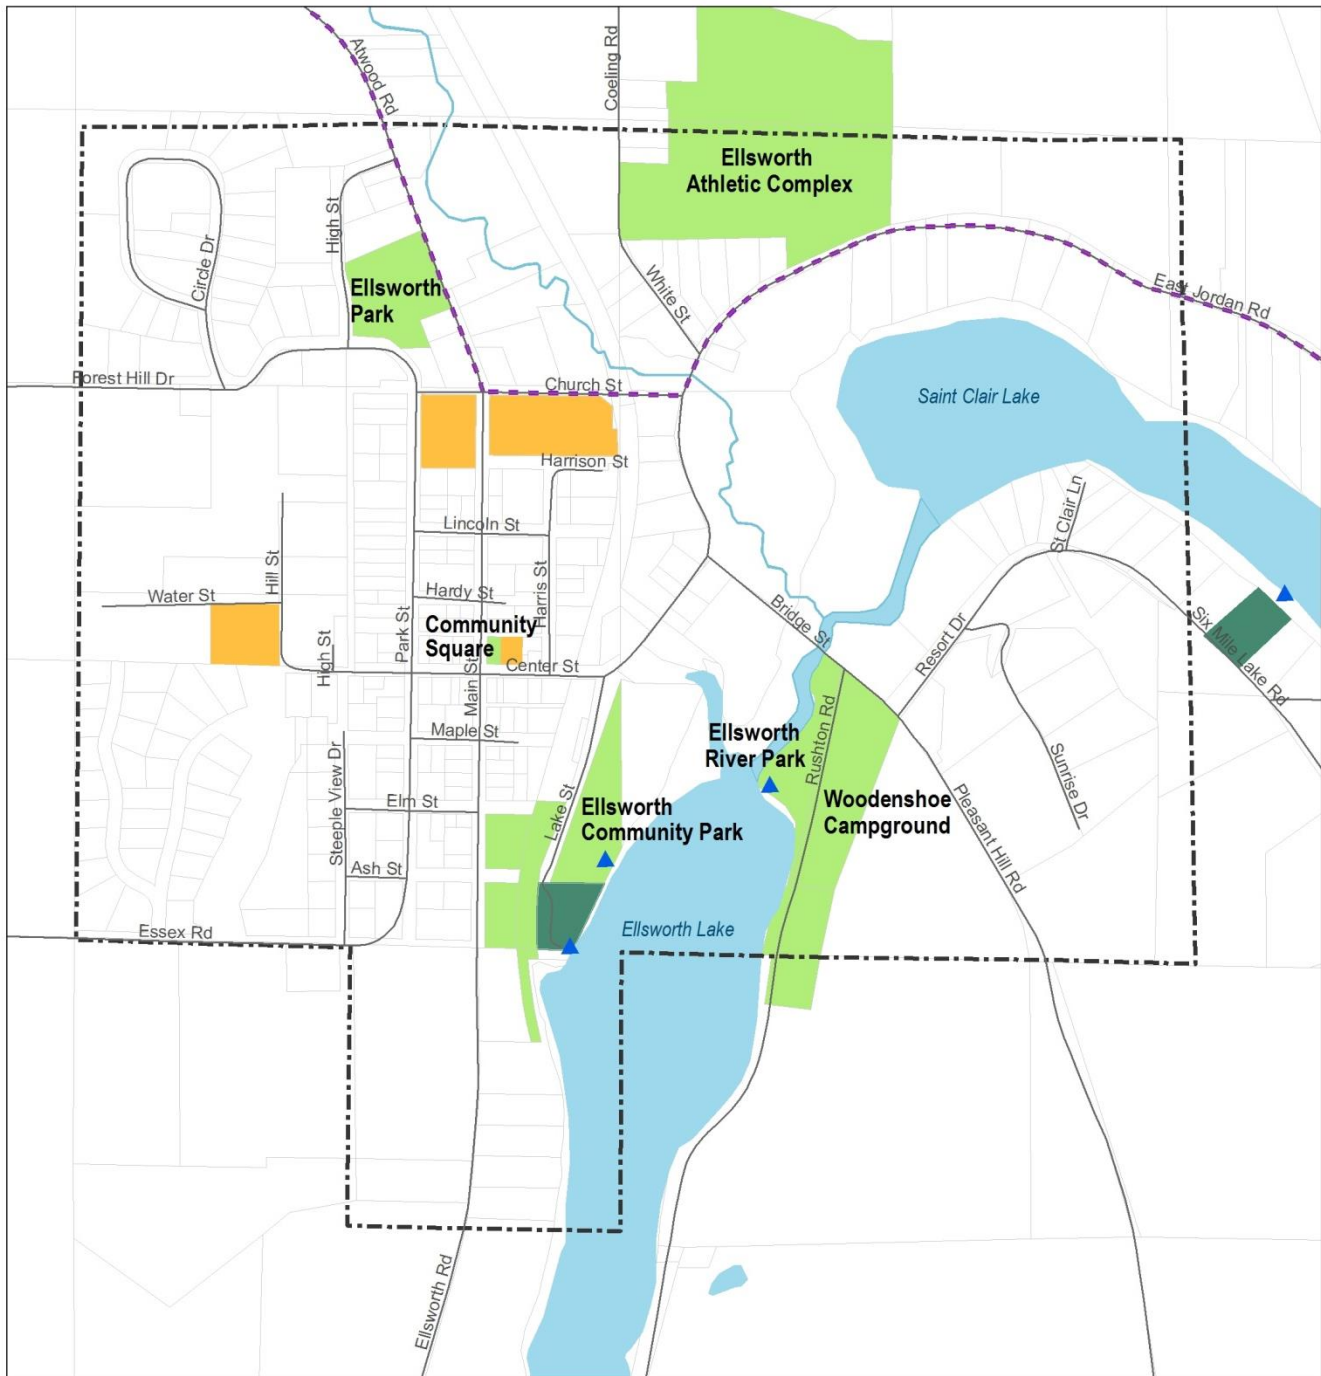 Atwood Rd
Coeling Rd
Ellsworth
Athletic Complex
High St
Circle Dr
White St
East Jordan Rd
Ellsworth
Park
Forest Hill Dr
Church St
Saint Clair Lake
Harrison St
Lincoln St
St Clair Ln
Hill St
Water St
Hardy St
Harris St
Bridge St
Community
Square
Park St
Resort Dr
Six Mile Lake Rd
High St
Main St
Center St
Maple St
Ellsworth
River Park
Rushton Rd
Sunrise Dr
Steeple View Dr
Elm St
Lake St
Ellsworth
Community Park
Woodenshoe
Campground
Pleasant Hill Rd
Ash St
Essex Rd
Ellsworth Lake
Ellsworth Rd